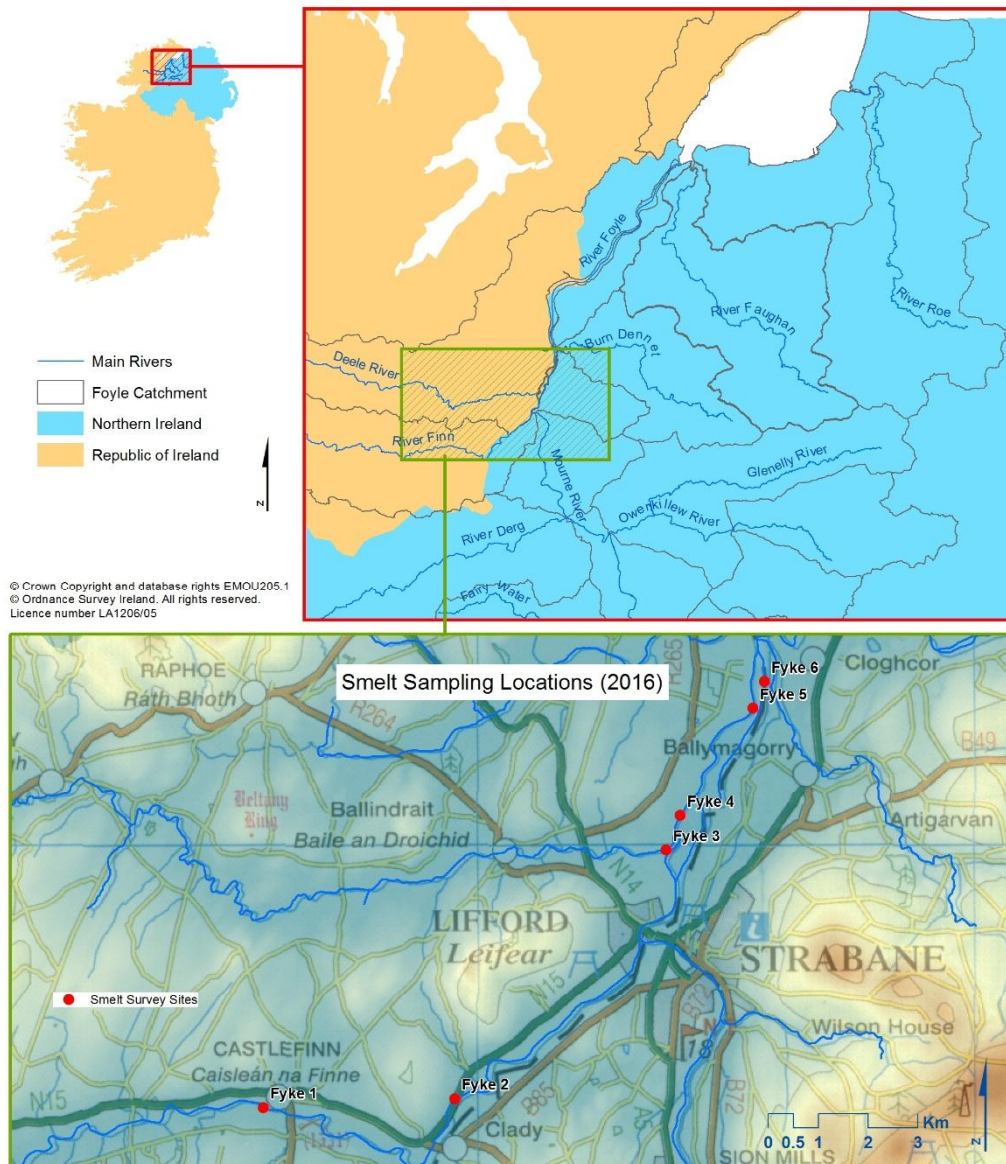 Main Rivers
Foyle Catchment
Northern Ireland
Republic of Ireland
N
© Crown Copyright and database rights EMOU205.1
© Ordnance Survey Ireland. All rights reserved.
Licence number LA1206/05
River Foyle
River Faughan
River Roe
Burn Dennet
Deele River
River Finn
Mourne River
Glenelly River
Owenkillew River
River Derg
Fairy Water
Smelt Sampling Locations (2016)
RAPHOE
Ráth Bhoth
R264
R265
Cloghcor
Fyke 6
Fyke 5
Ballymagorry
B49
Beltany
Ring
Ballindrait
Baile an Droichid
Fyke 4
Artigarvan
Fyke 3
N14
LIFFORD
Leifear
i
STRABANE
N15
Smelt Survey Sites
B72
Wilson House
CASTLEFINN
Caisleán na Finne
N15
Fyke 1
Fyke 2
B85
Clady
A5
B72
SION MILLS
Km
0 0.5 1 2 3
N